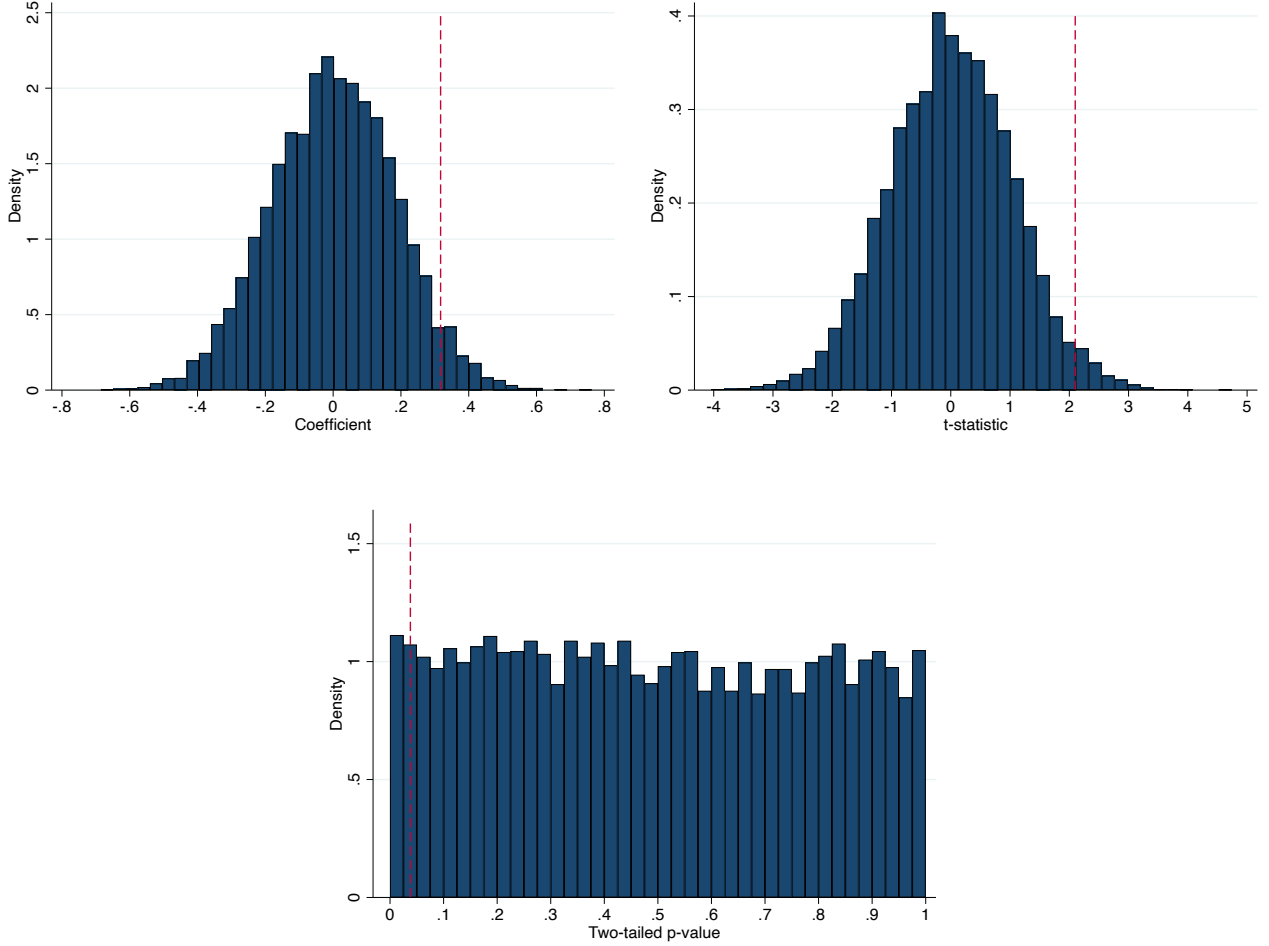 Density
2.5
2
1.5
1
.5
0
-.8 -.6 -.4 -.2 0 .2 .4 .6 .8
Coefficient
Density
.4
.3
.2
.1
0
-4 -3 -2 -1 0 1 2 3 4 5
t-statistic
Density
1.5
1
.5
0
0 .1 .2 .3 .4 .5 .6 .7 .8 .9 1
Two-tailed p-value